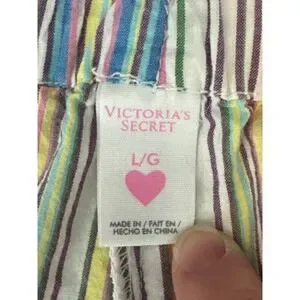 VICTORIA'S
SECRET
L/G
MADE IN / FAIT EN /
HECHO EN CHINA